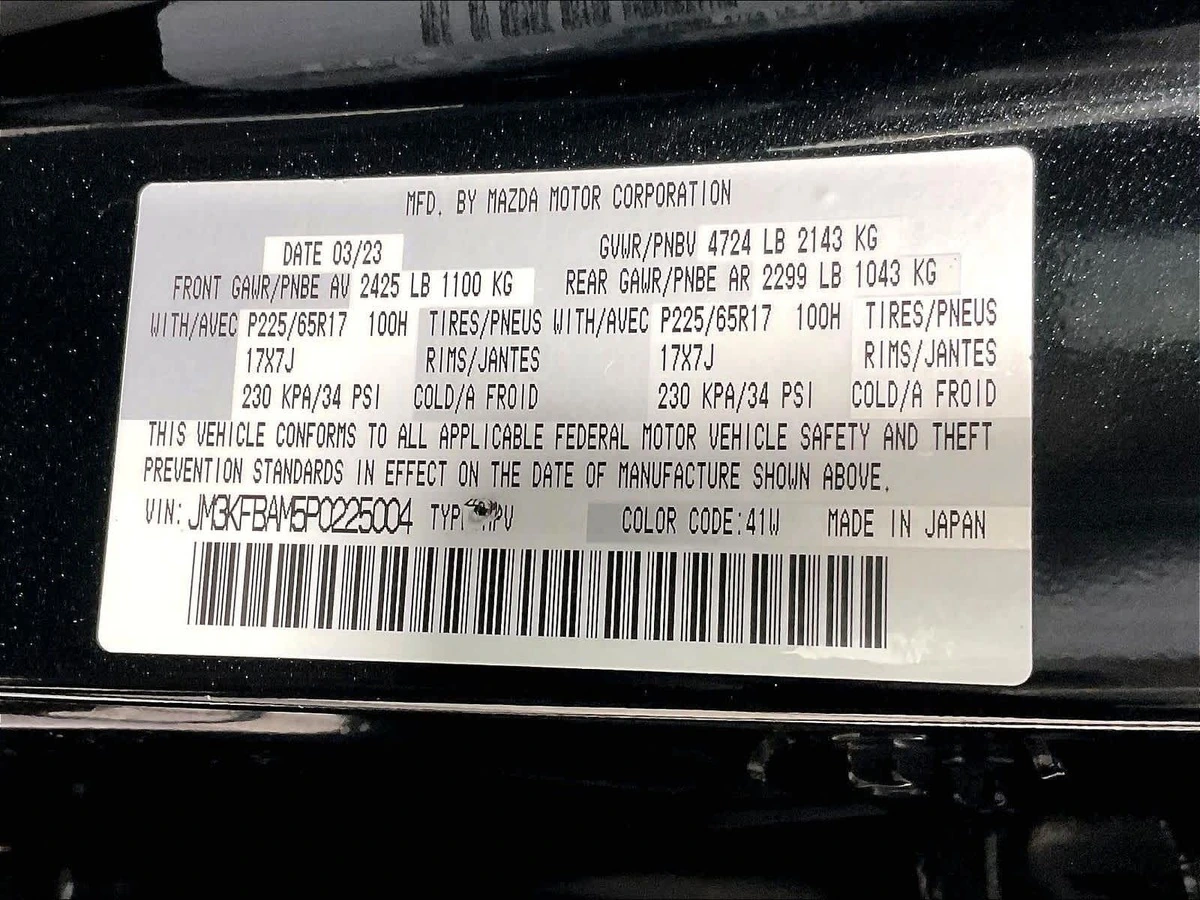 MFD. BY MAZDA MOTOR CORPORATION
DATE 03/23 GVWR/PNBV 4724 LB 2143 KG
FRONT GAWR/PNBE AV 2425 LB 1100 KG REAR GAWR/PNBE AR 2299 LB 1043 KG
WITH/AVEC P225/65R17 100H TIRES/PNEUS WITH/AVEC P225/65R17 100H TIRES/PNEUS
17X7J RIMS/JANTES 17X7J RIMS/JANTES
230 KPA/34 PSI COLD/A FROID 230 KPA/34 PSI COLD/A FROID
THIS VEHICLE CONFORMS TO ALL APPLICABLE FEDERAL MOTOR VEHICLE SAFETY AND THEFT
PREVENTION STANDARDS IN EFFECT ON THE DATE OF MANUFACTURE SHOWN ABOVE.
VIN: JM3KFBAM5P0225004 COLOR CODE:41W MADE IN JAPAN